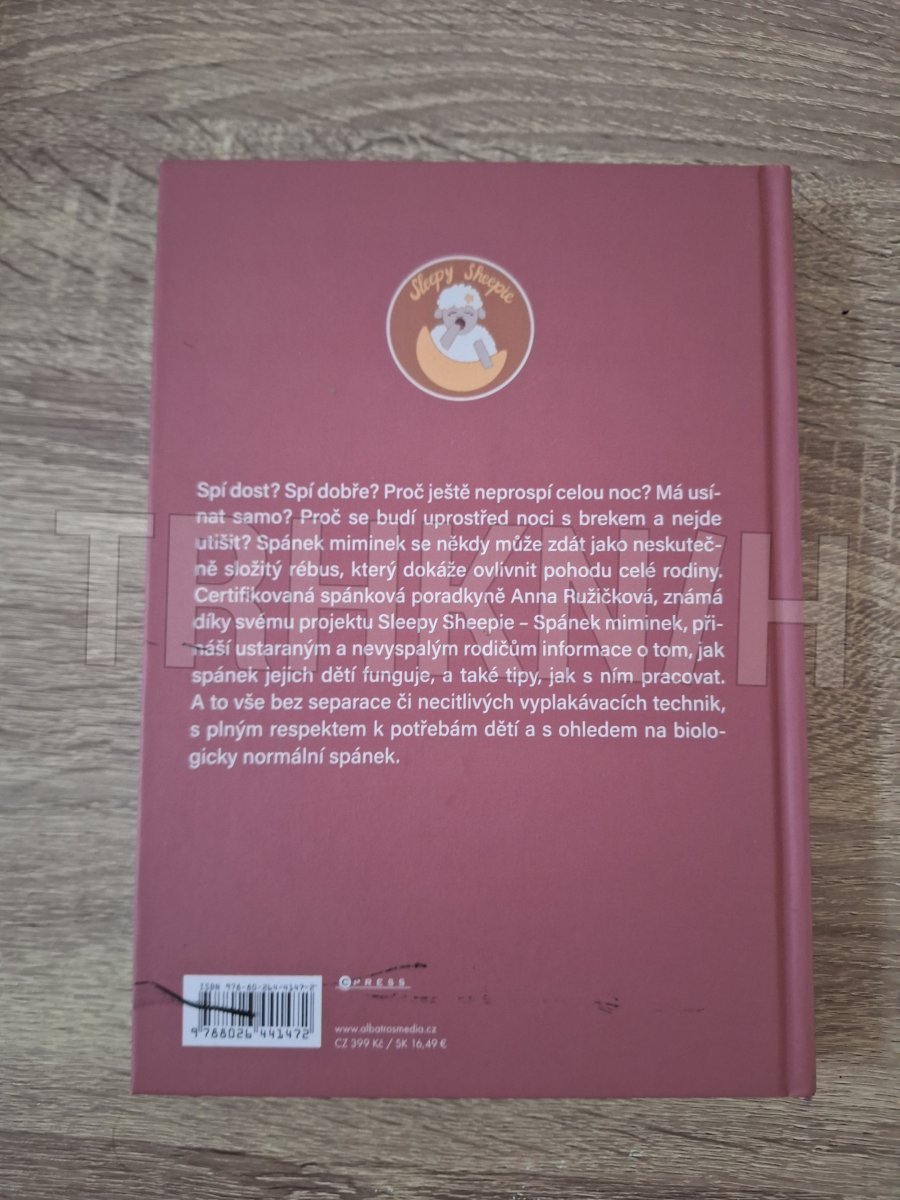 Sleepy Sheepie
Spí dost? Spí dobře? Proč ještě neprospí celou noc? Má usí-
nat samo? Proč se budí uprostřed noci s brekem a nejde
utišit? Spánek miminek se někdy může zdát jako neskuteč-
ně složitý rébus, který dokáže ovlivnit pohodu celé rodiny.
Certifikovaná spánková poradkyně Anna Ružičková, známá
díky svému projektu Sleepy Sheepie – Spánek miminek, při-
náší ustaraným a nevyspalým rodičům informace o tom, jak
spánek jejich dětí funguje, a také tipy, jak s ním pracovat.
A to vše bez separace či necitlivých vyplakávacích technik,
s plným respektem k potřebám dětí a s ohledem na biolo-
gicky normální spánek.
TRHKNI/H
ISBN 978-80-264-4147-2
9788026 441472
CPRESS
www.albatrosmedia.cz
CZ 399 Kč / SK 16,49 €